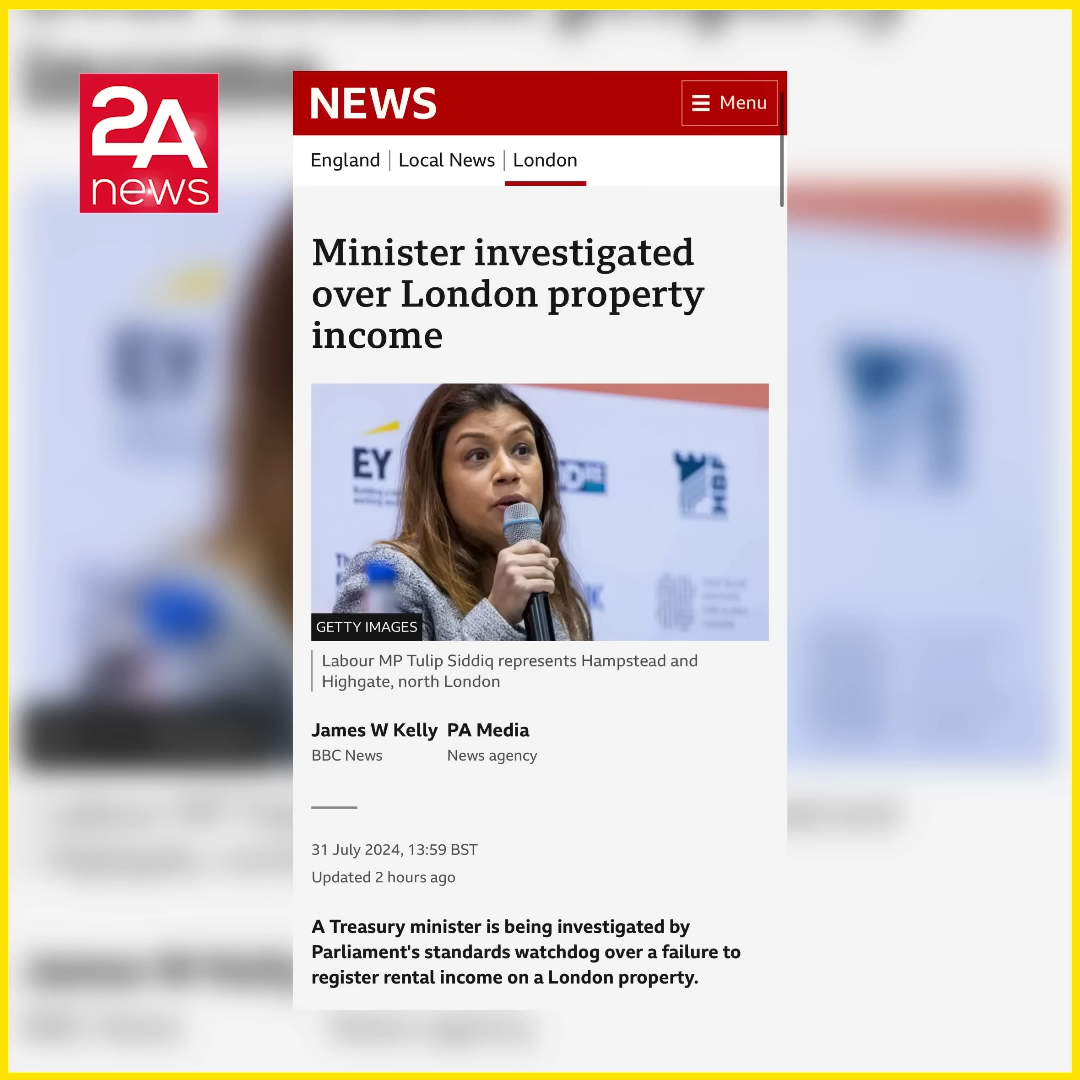 2A
news
NEWS
Menu
England | Local News | London
Minister investigated
over London property
income
EY
HBF
GETTY IMAGES
Labour MP Tulip Siddiq represents Hampstead and
Highgate, north London
James W Kelly PA Media
BBC News News agency
31 July 2024, 13:59 BST
Updated 2 hours ago
A Treasury minister is being investigated by
Parliament's standards watchdog over a failure to
register rental income on a London property.